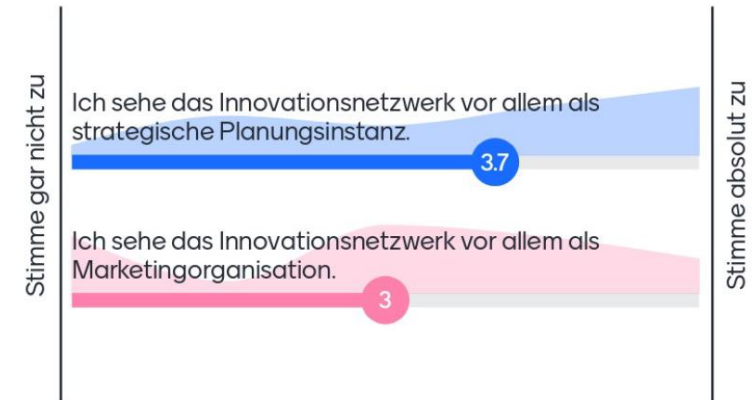 Stimme gar nicht zu
Ich sehe das Innovationsnetzwerk vor allem als
strategische Planungsinstanz.
3.7
Ich sehe das Innovationsnetzwerk vor allem als
Marketingorganisation.
3
Stimme absolut zu